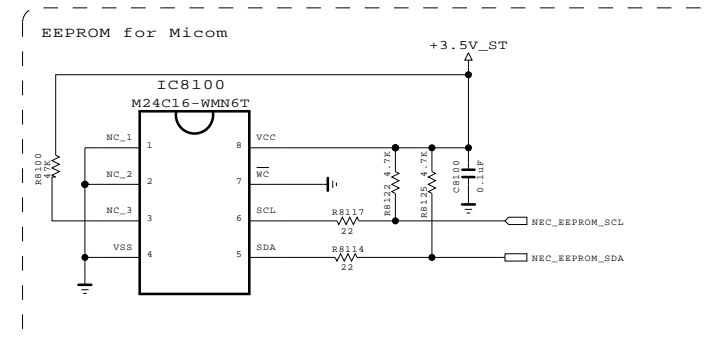 EEPROM for Micom
+3.5V_ST
IC8100
M24C16-WMN6T
R8100
47K
NC_1
1
8
VCC
NC_2
2
7
WC
NC_3
3
6
SCL
VSS
4
5
SDA
R8122 4.7K
R8125 4.7K
C8100
0.1uF
R8117
22
NEC_EEPROM_SCL
R8114
22
NEC_EEPROM_SDA